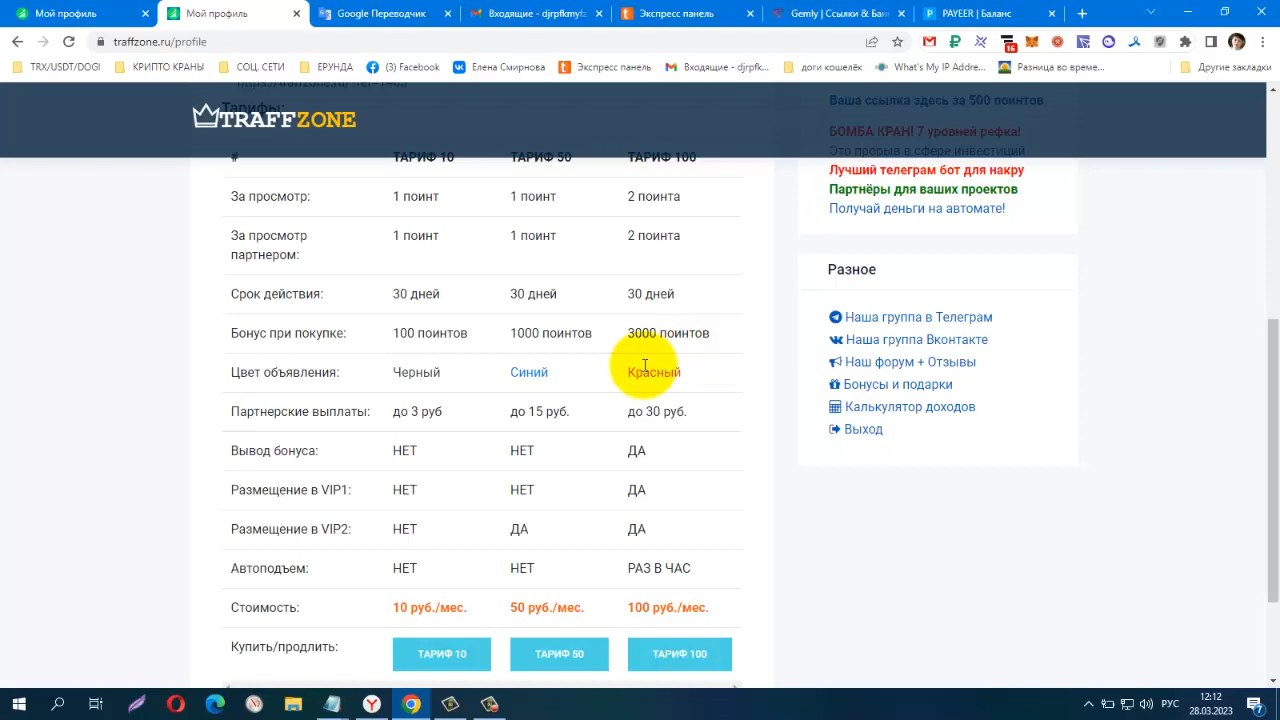 Мой профиль
Мой профиль
Google Переводчик
Входящие - djrpfkmyfz
Экспресс панель
Gemly | Ссылки & Бан
PAYEER | Баланс
traffzone.ru/profile
16
TRX/USDT/DOGI
КРИПТО КРАНЫ
СОЦ. СЕТИ
ЕРУНДА
(3) Facebook
Елена Смирнова
Экспресс панель
Входящие - djrpfk...
доги кошелёк
What's My IP Addre...
Разница во време...
Другие закладки
Тарифы:
TRAFFZONE
# ТАРИФ 10 ТАРИФ 50 ТАРИФ 100
За просмотр: 1 поинт 1 поинт 2 поинта
За просмотр партнером: 1 поинт 1 поинт 2 поинта
Срок действия: 30 дней 30 дней 30 дней
Бонус при покупке: 100 поинтов 1000 поинтов 3000 поинтов
Цвет объявления: Черный Синий Красный
Партнерские выплаты: до 3 руб до 15 руб. до 30 руб.
Вывод бонуса: НЕТ НЕТ ДА
Размещение в VIP1: НЕТ НЕТ ДА
Размещение в VIP2: НЕТ ДА ДА
Автоподъем: НЕТ НЕТ РАЗ В ЧАС
Стоимость: 10 руб./мес. 50 руб./мес. 100 руб./мес.
Купить/продлить: ТАРИФ 10 ТАРИФ 50 ТАРИФ 100
Ваша ссылка здесь за 500 поинтов
БОМБА КРАН! 7 уровней рефка!
Это прорыв в сфере инвестиций
Лучший телеграм бот для накру
Партнёры для ваших проектов
Получай деньги на автомате!
Разное
Наша группа в Телеграм
Наша группа Вконтакте
Наш форум + Отзывы
Бонусы и подарки
Калькулятор доходов
Выход
РУС
12:12
28.03.2023